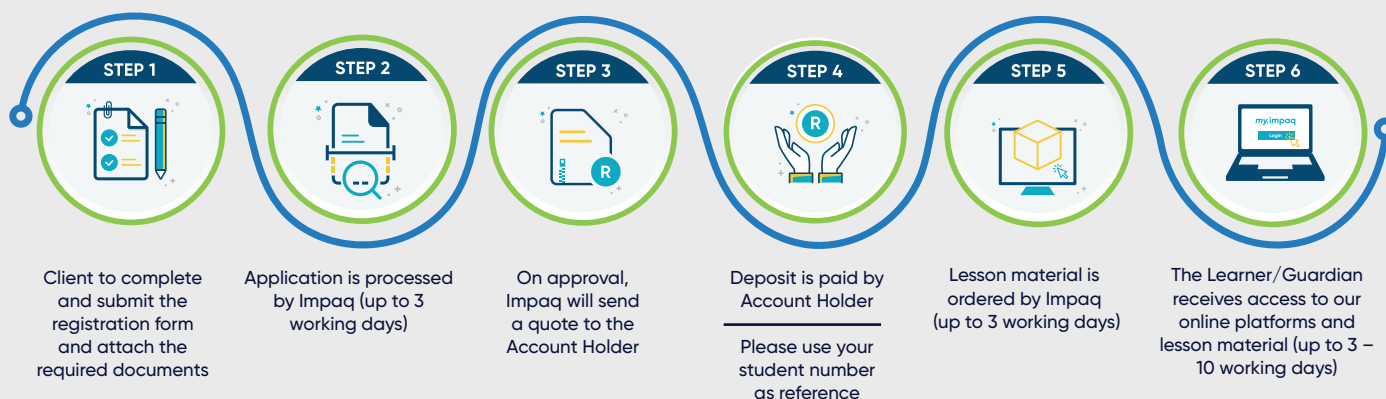 STEP 1
Client to complete
and submit the
registration form
and attach the
required documents
STEP 2
Application is processed
by Impaq (up to 3
working days)
STEP 3
R
On approval,
Impaq will send
a quote to the
Account Holder
STEP 4
R
Deposit is paid by
Account Holder
Please use your
student number
as reference
STEP 5
Lesson material is
ordered by Impaq
(up to 3 working days)
STEP 6
my.impaq
Login
The Learner/Guardian
receives access to our
online platforms and
lesson material (up to 3 –
10 working days)